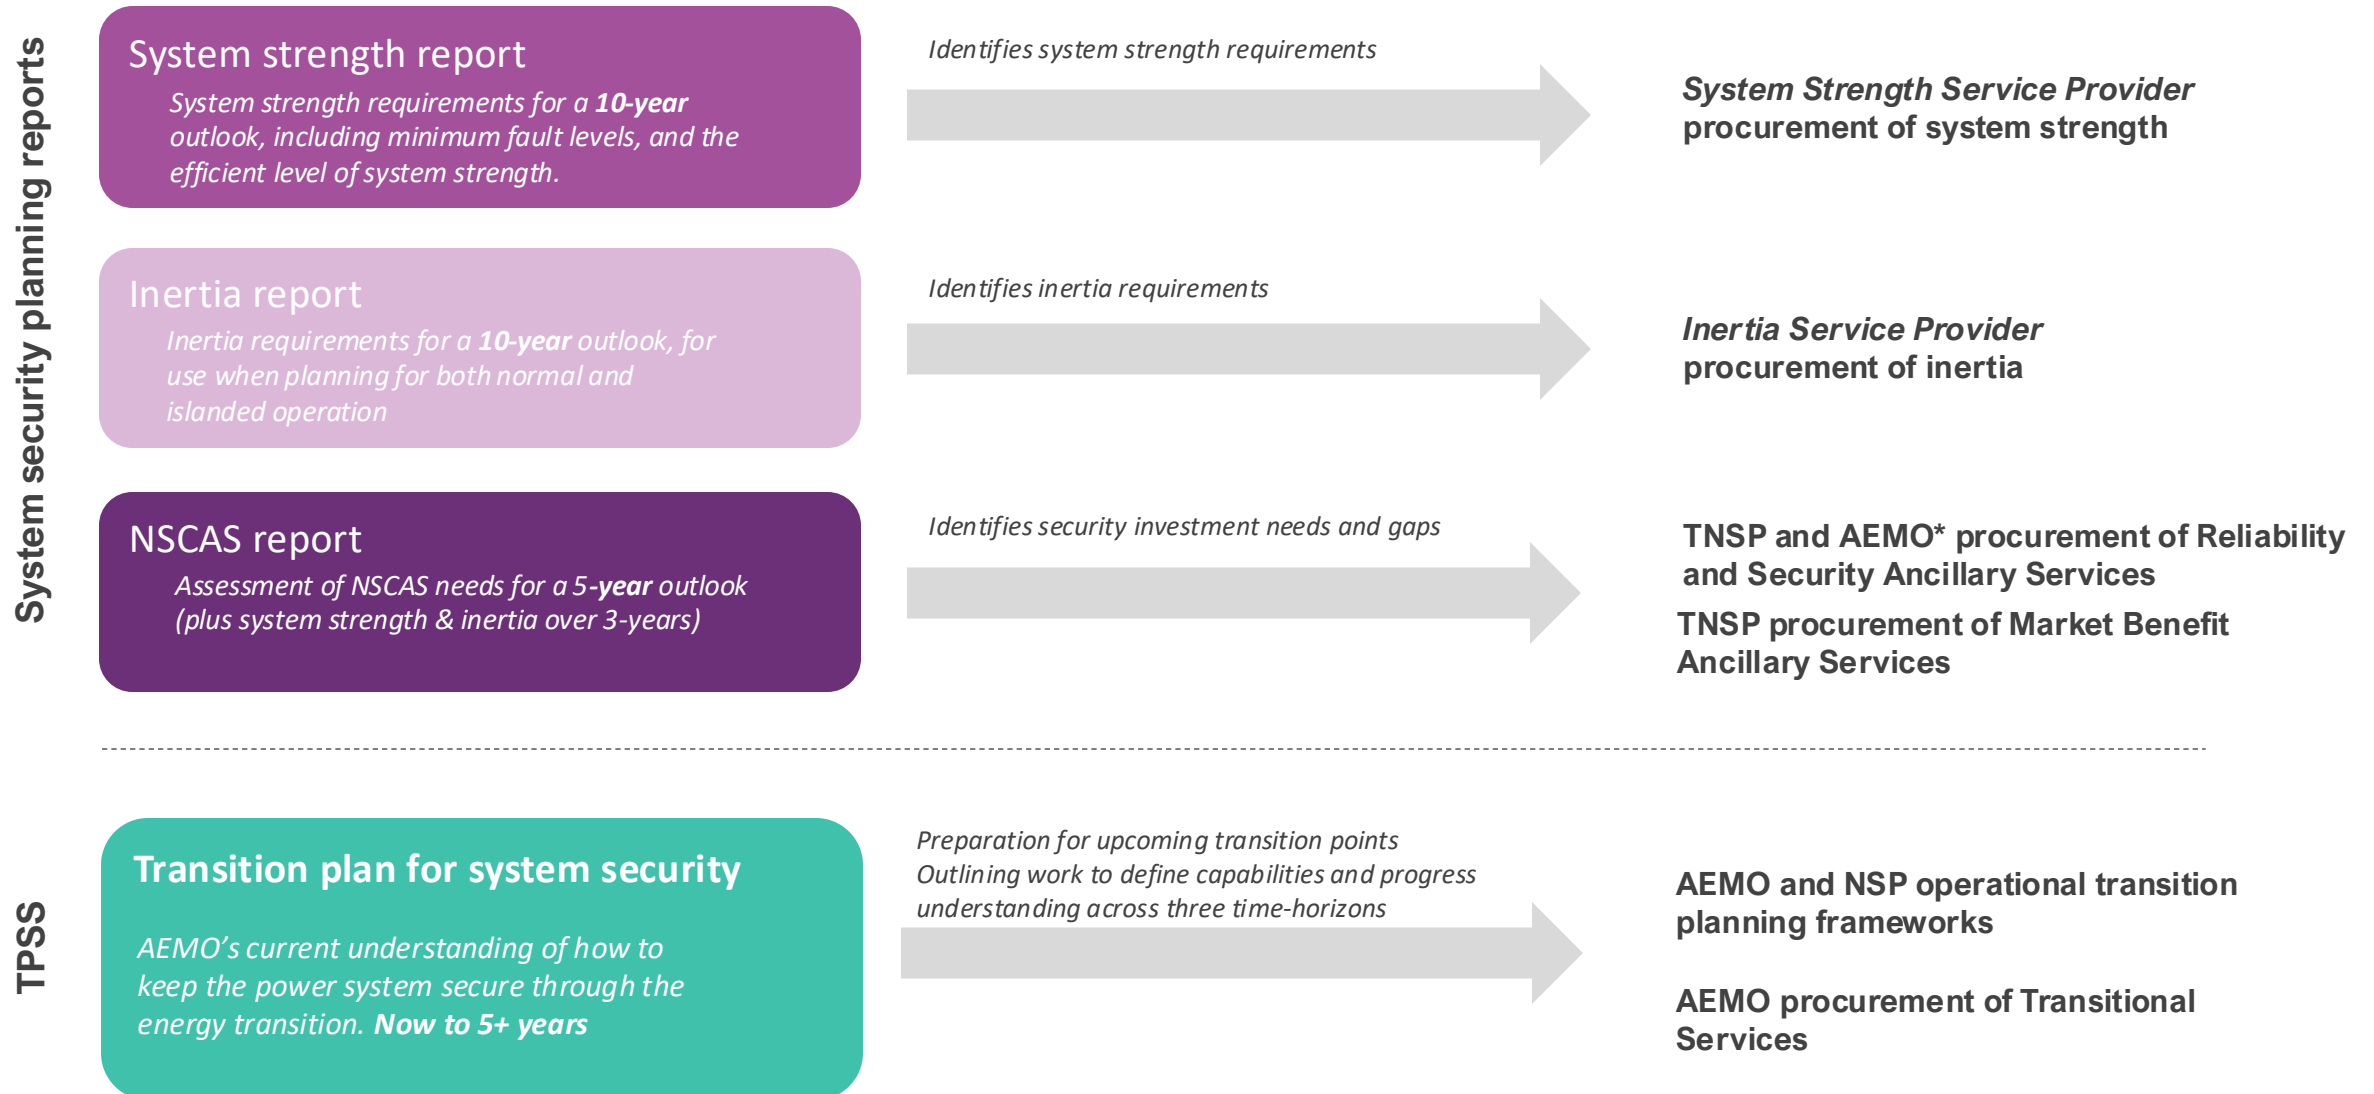 System security planning reports
System strength report
System strength requirements for a 10-year
outlook, including minimum fault levels, and the
efficient level of system strength.
Identifies system strength requirements
System Strength Service Provider
procurement of system strength
Inertia report
Inertia requirements for a 10-year outlook, for
use when planning for both normal and
islanded operation
Identifies inertia requirements
Inertia Service Provider
procurement of inertia
NSCAS report
Assessment of NSCAS needs for a 5-year outlook
(plus system strength & inertia over 3-years)
Identifies security investment needs and gaps
TNSP and AEMO* procurement of Reliability
and Security Ancillary Services
TNSP procurement of Market Benefit
Ancillary Services
TPSS
Transition plan for system security
AEMO's current understanding of how to
keep the power system secure through the
energy transition. Now to 5+ years
Preparation for upcoming transition points
Outlining work to define capabilities and progress
understanding across three time-horizons
AEMO and NSP operational transition
planning frameworks
AEMO procurement of Transitional
Services